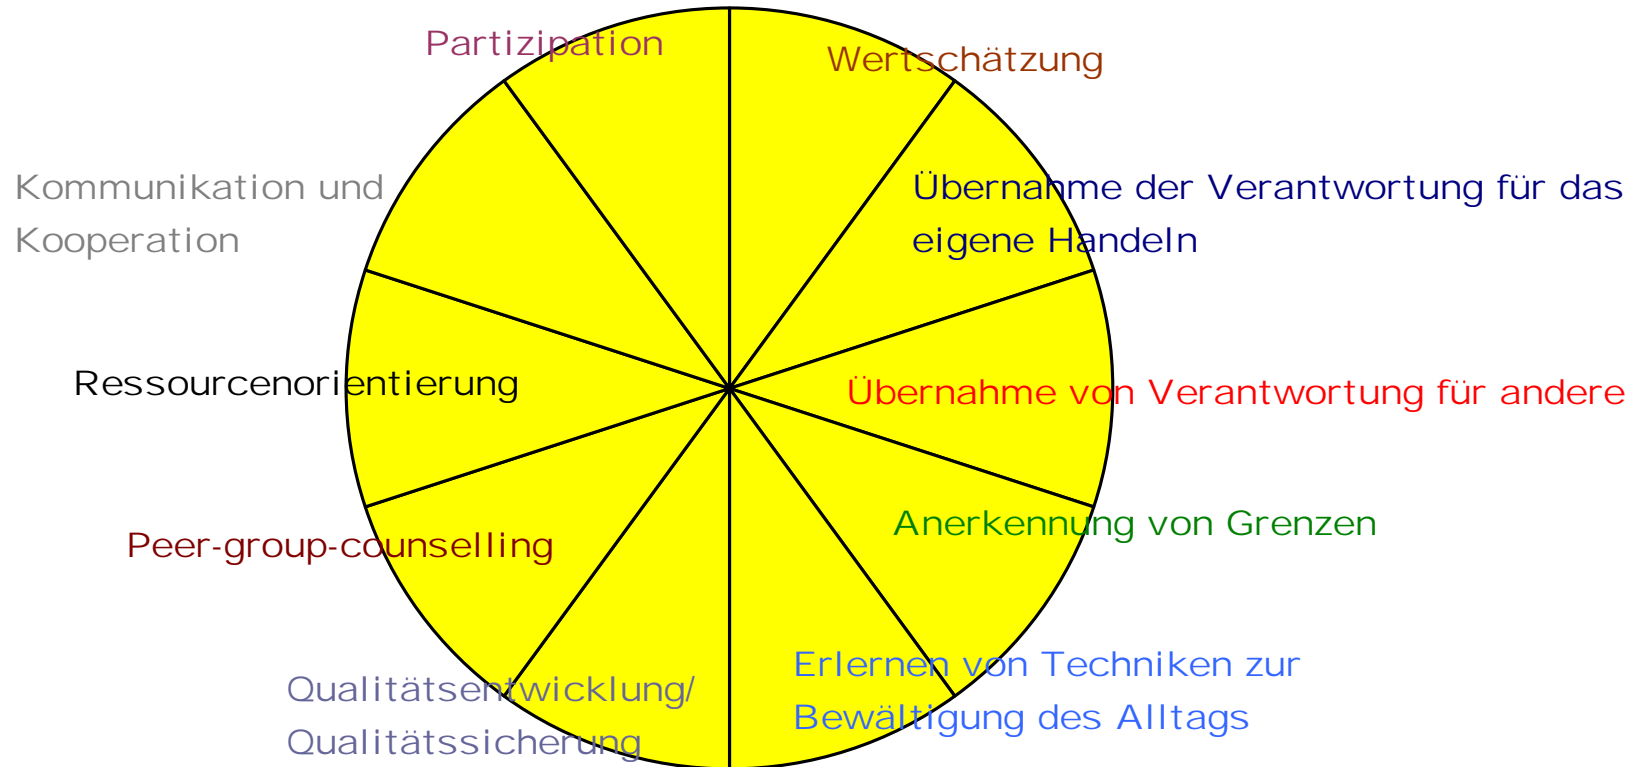 Partizipation
Wertschätzung
Kommunikation und
Kooperation
Übernahme der Verantwortung für das
eigene Handeln
Ressourcenorientierung
Übernahme von Verantwortung für andere
Anerkennung von Grenzen
Peer-group-counselling
Erlernen von Techniken zur
Bewältigung des Alltags
Qualitätsentwicklung/
Qualitätssicherung